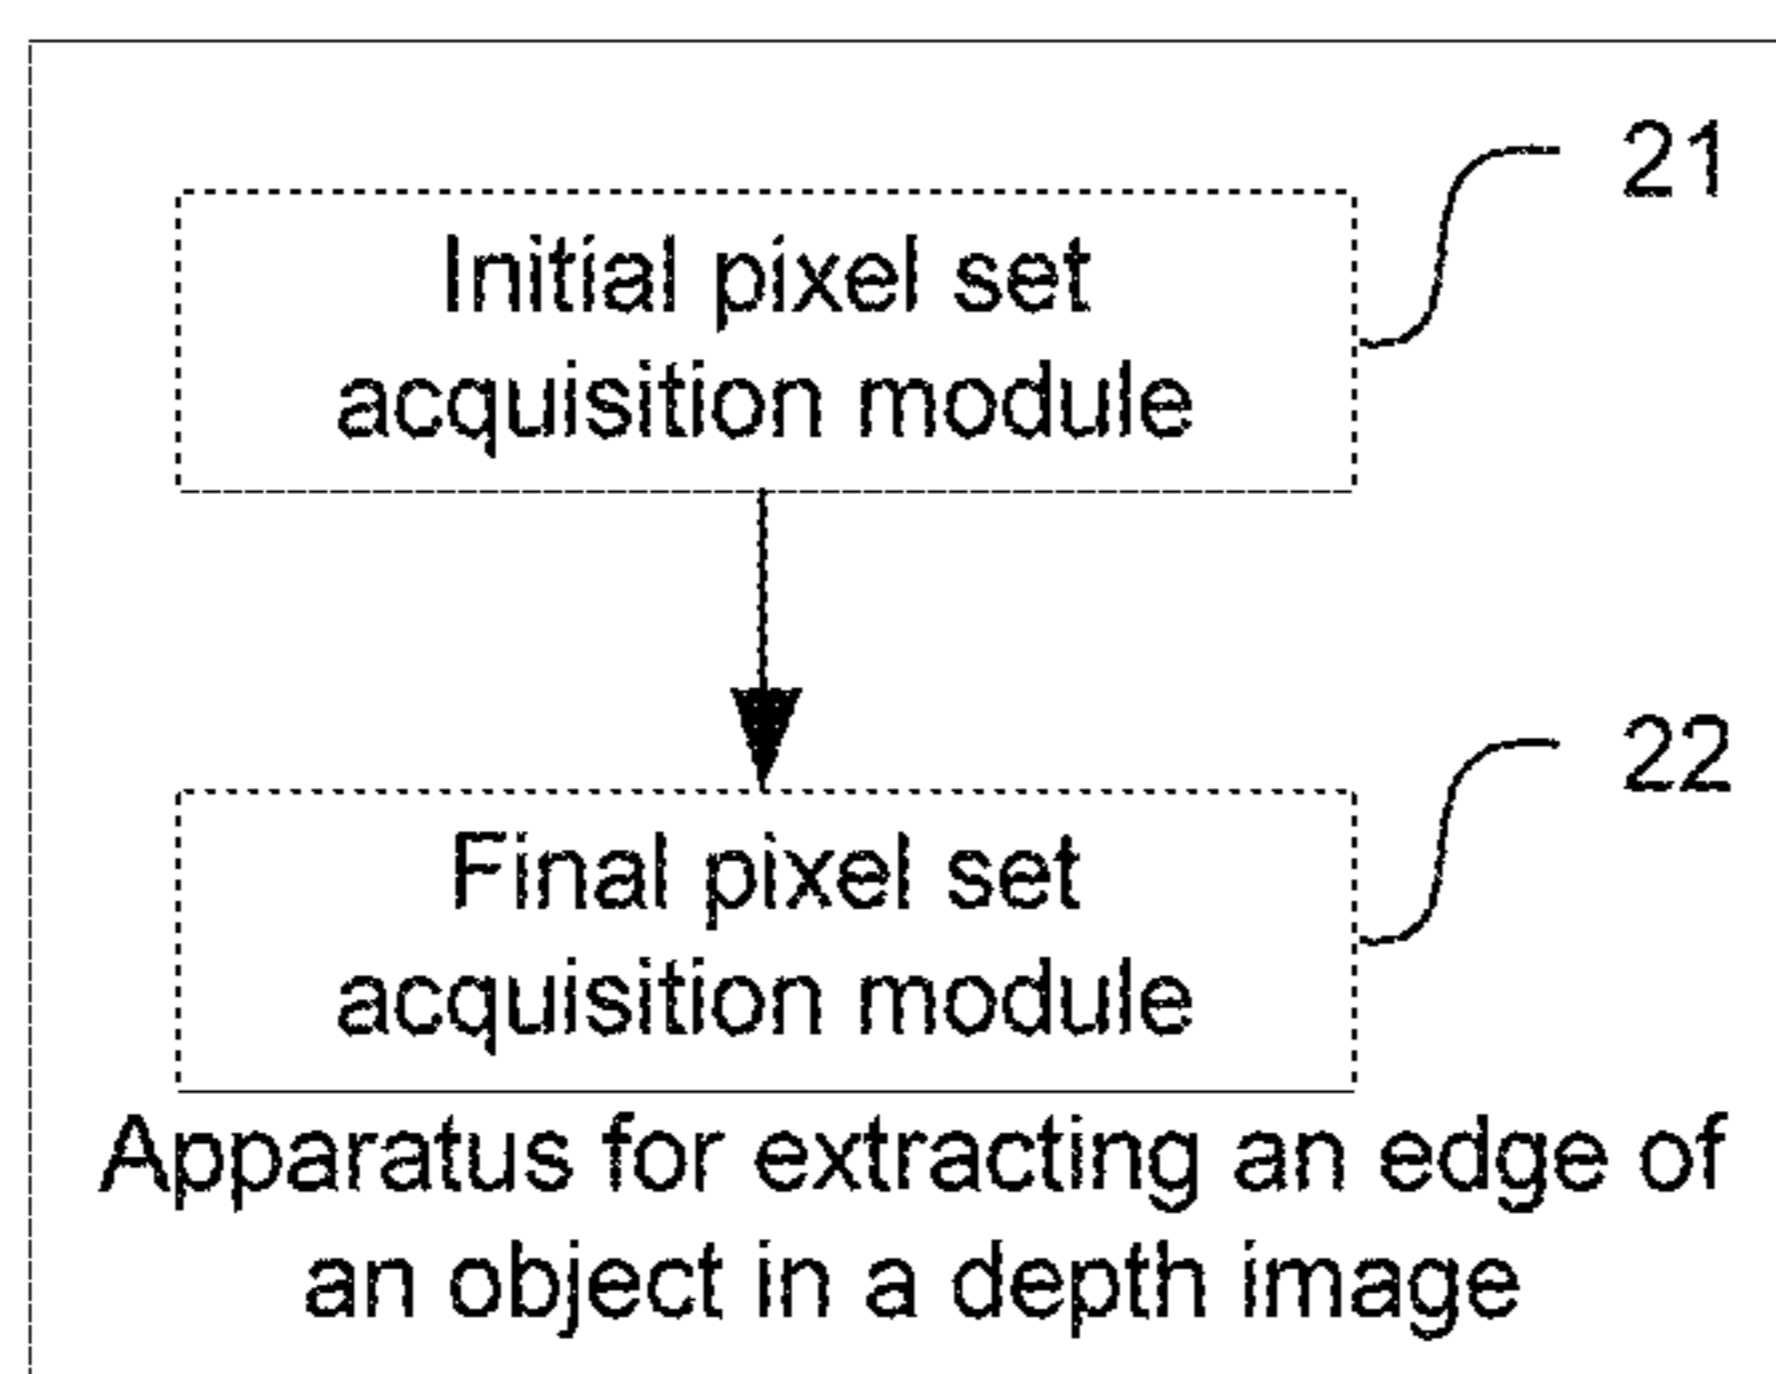 21
Initial pixel set
acquisition module
22
Final pixel set
acquisition module
Apparatus for extracting an edge of
an object in a depth image